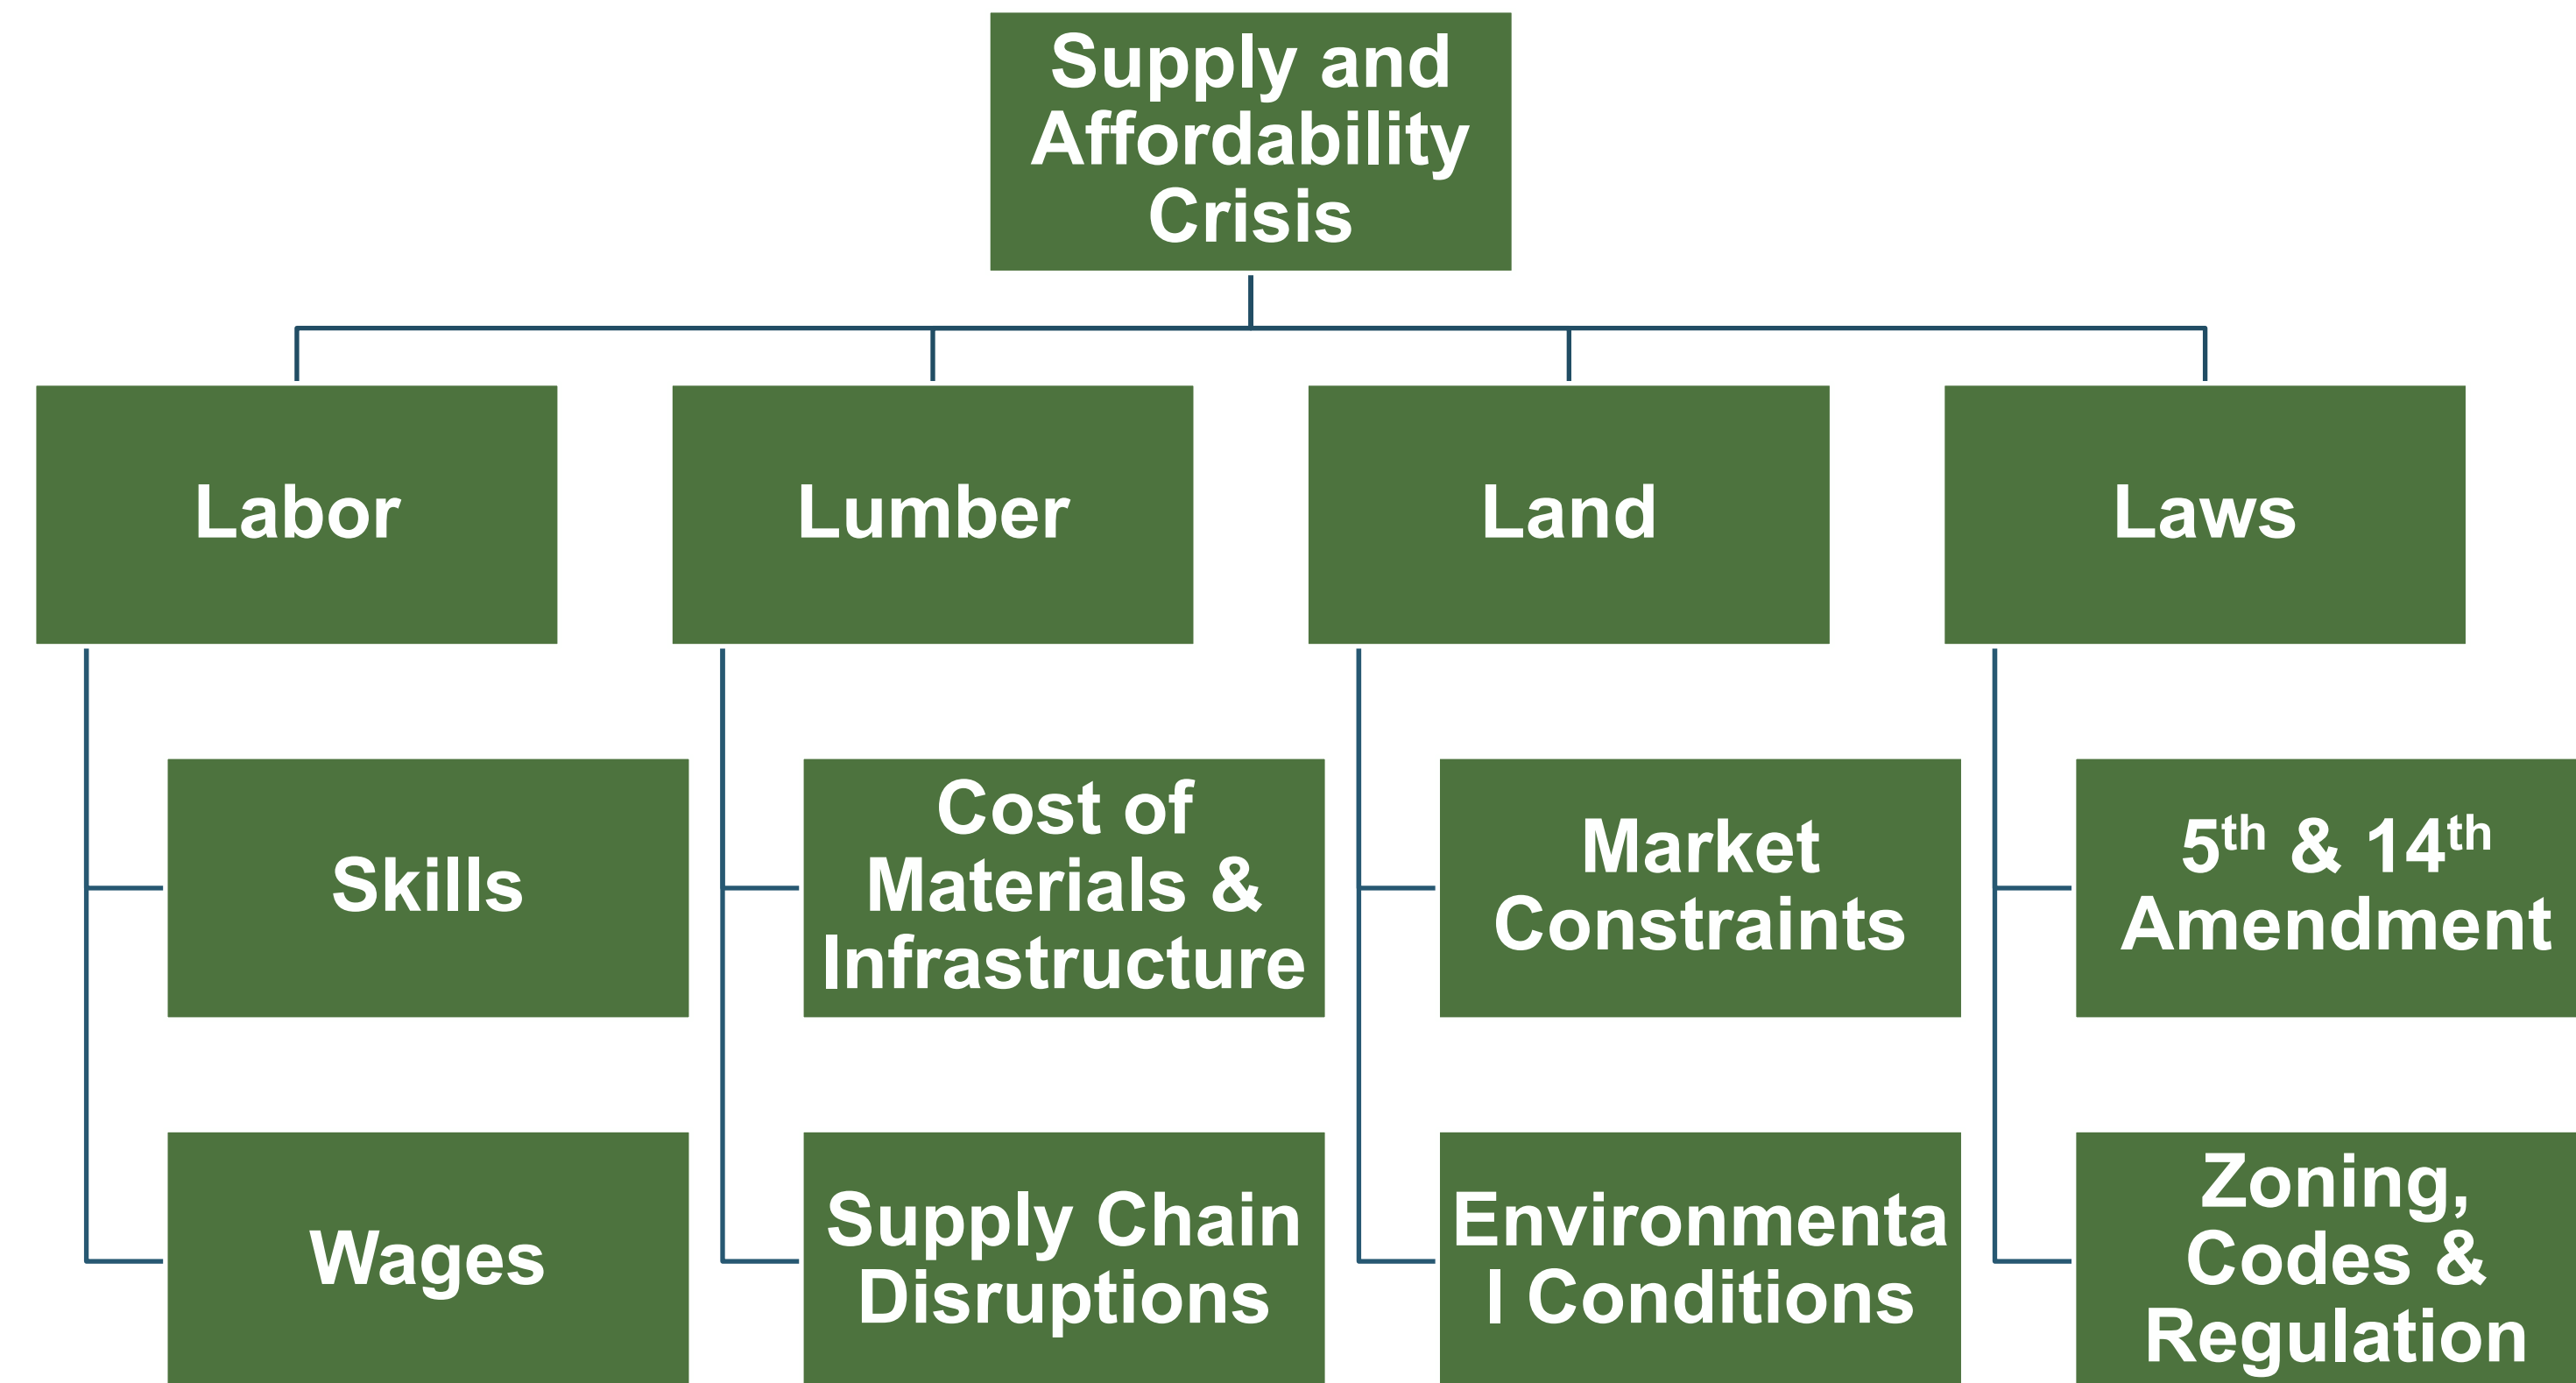 Supply and
Affordability
Crisis
Labor
Lumber
Land
Laws
Skills
Cost of
Materials &
Infrastructure
Market
Constraints
5th & 14th
Amendment
Wages
Supply Chain
Disruptions
Environmenta
l Conditions
Zoning,
Codes &
Regulation